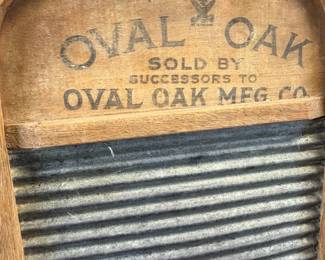 OVAL OAK
SOLD BY
SUCCESSORS TO
OVAL OAK MFG. CO.